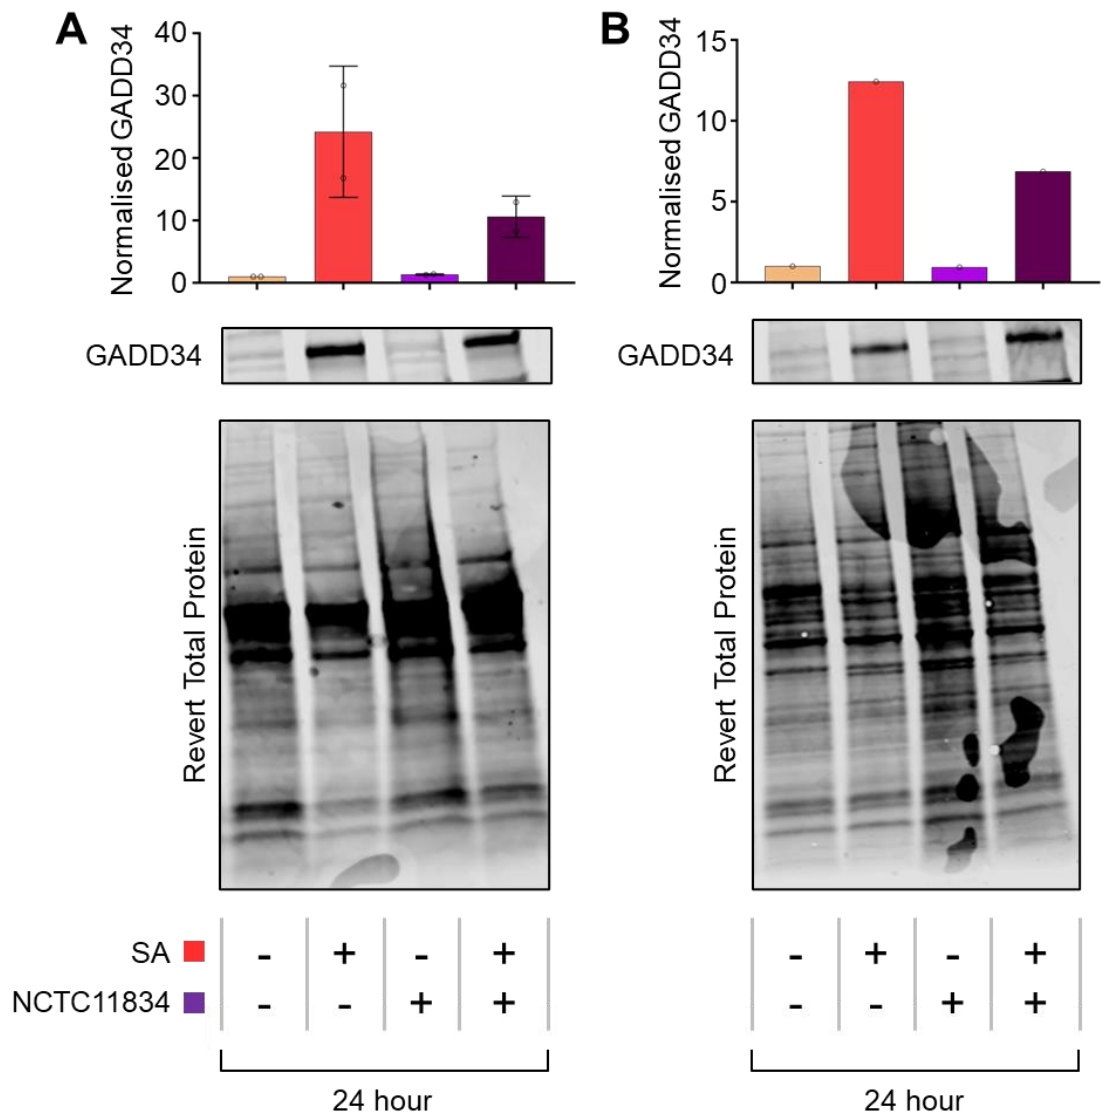 A
Normalised GADD34
40
30
20
10
0
GADD34
Revert Total Protein
B
Normalised GADD34
15
10
5
0
GADD34
Revert Total Protein
SA - + - + - + - +
NCTC11834 - - + + - - + +
24 hour 24 hour